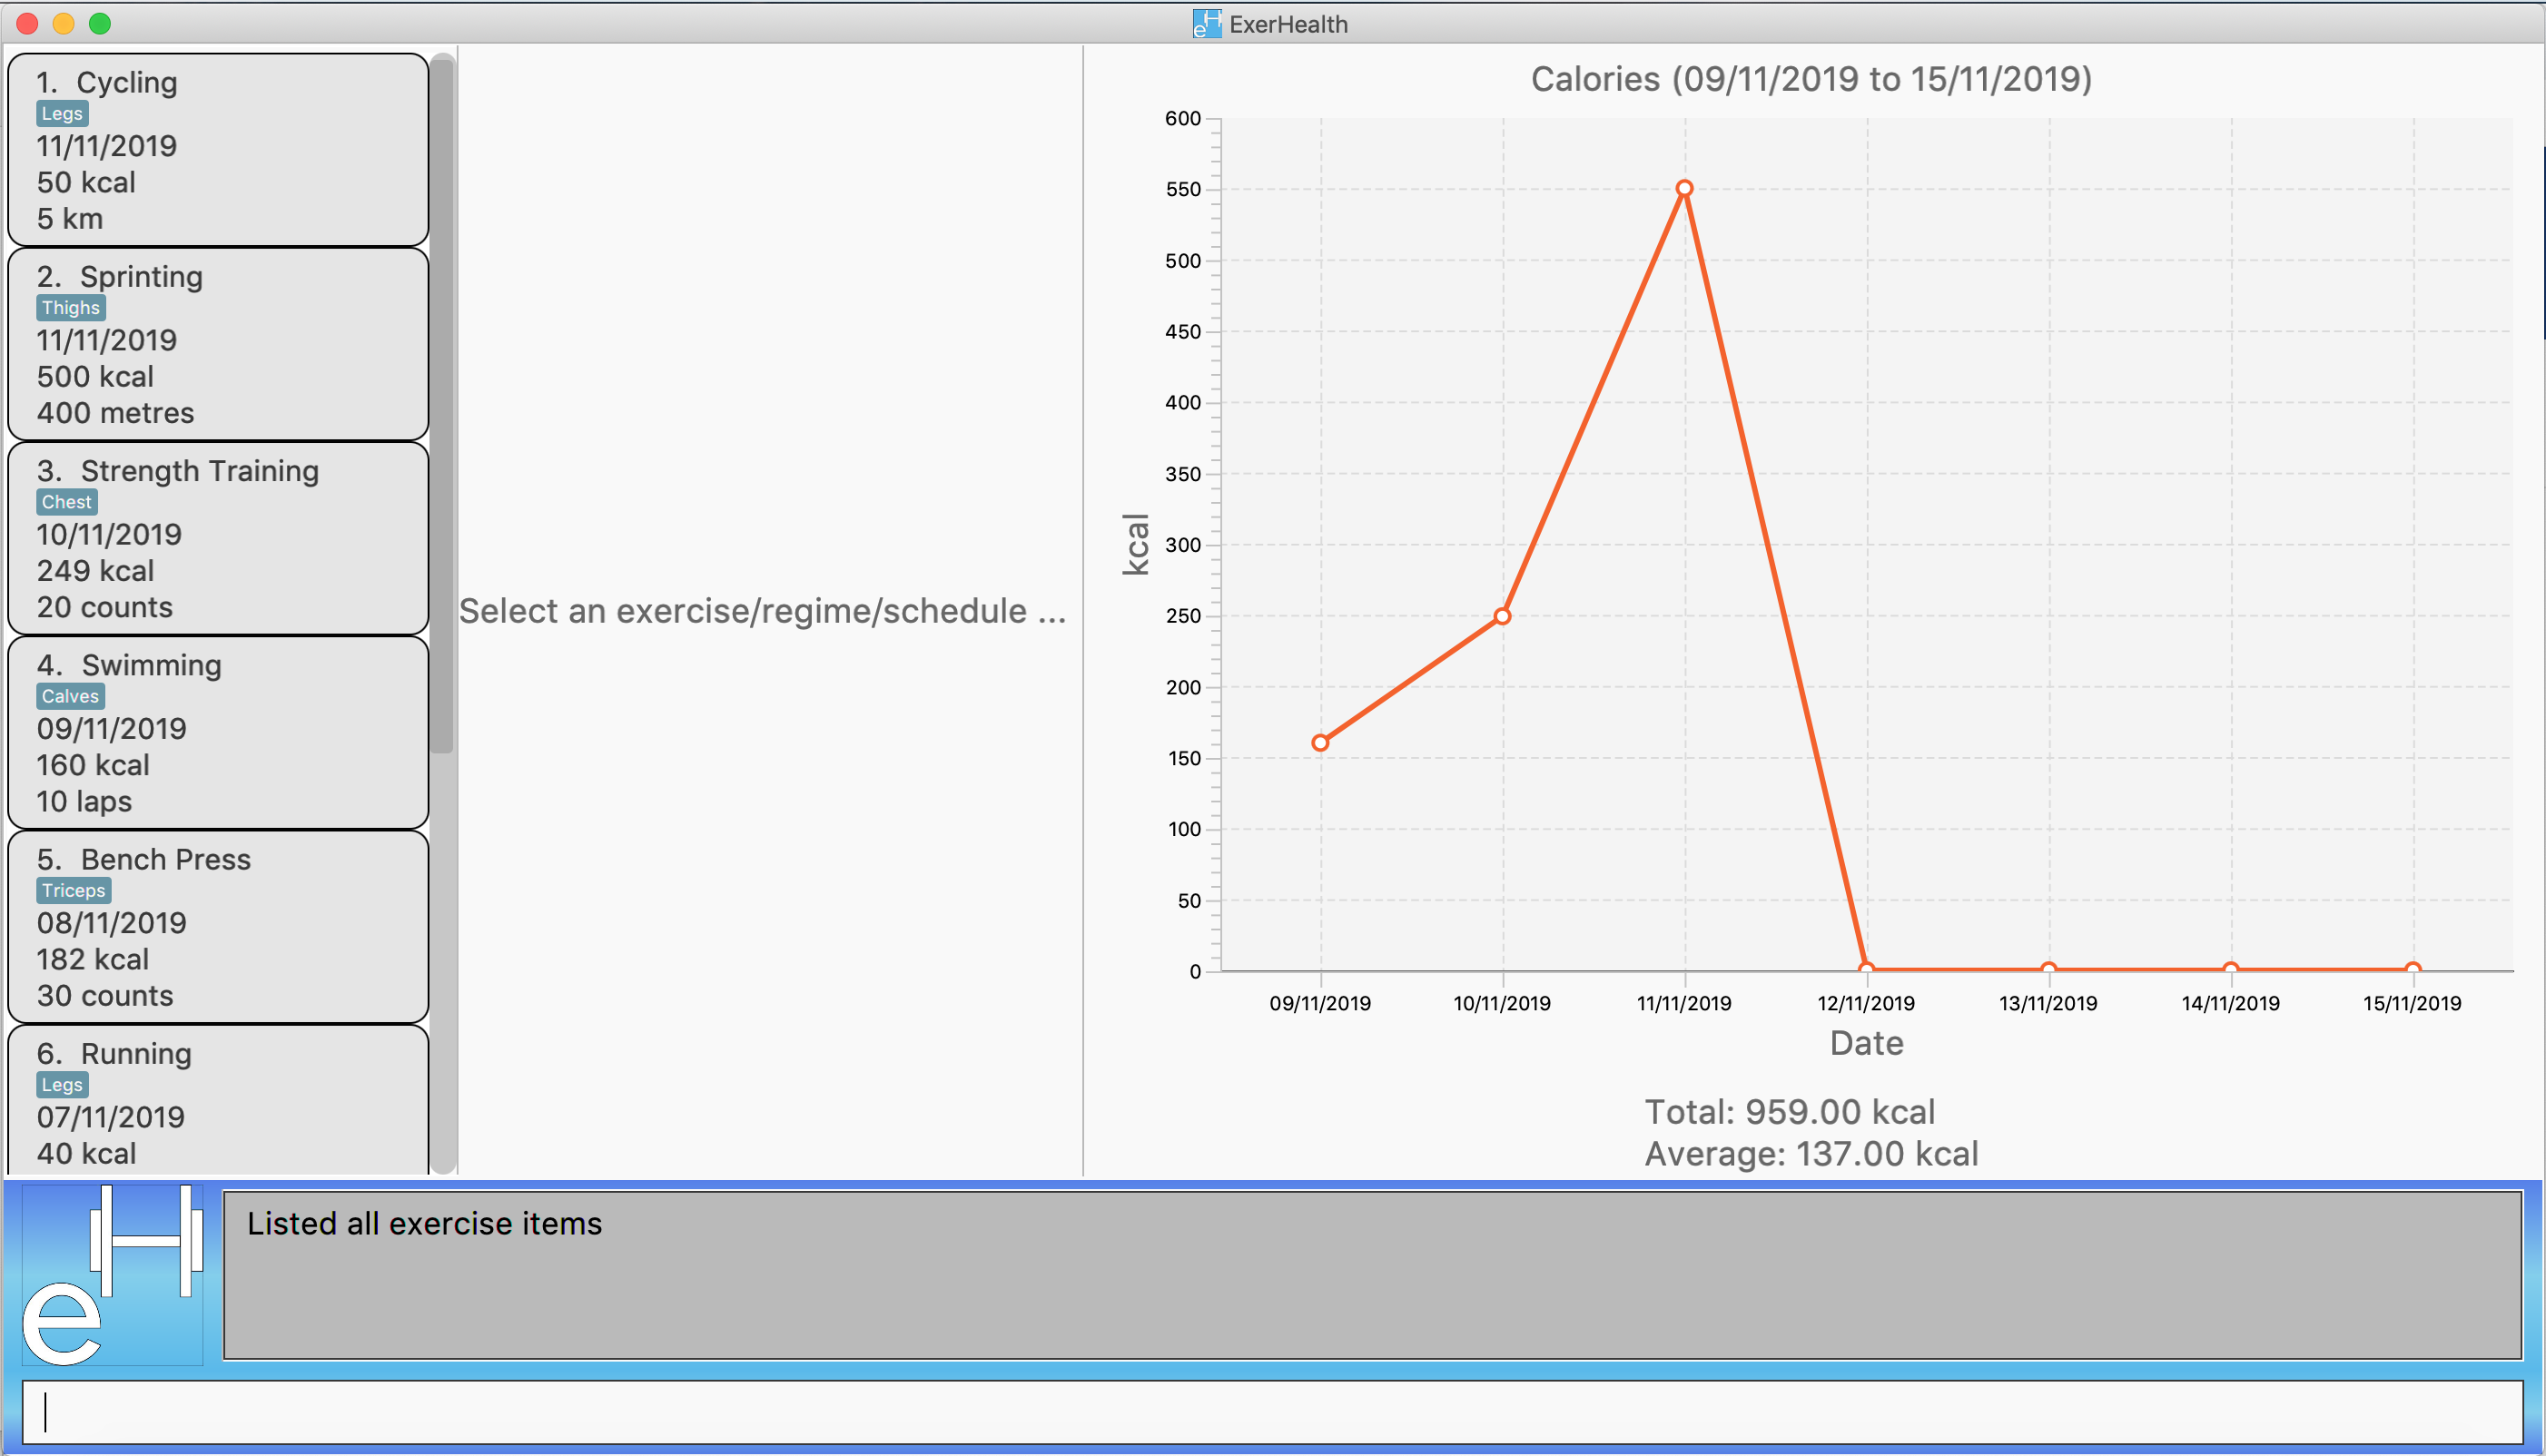 ExerHealth
1. Cycling
Legs
11/11/2019
50 kcal
5 km
2. Sprinting
Thighs
11/11/2019
500 kcal
400 metres
3. Strength Training
Chest
10/11/2019
249 kcal
20 counts
4. Swimming
Calves
09/11/2019
160 kcal
10 laps
5. Bench Press
Triceps
08/11/2019
182 kcal
30 counts
6. Running
Legs
07/11/2019
40 kcal
Select an exercise/regime/schedule ...
Calories (09/11/2019 to 15/11/2019)
600
550
500
450
400
350
300
250
200
150
100
50
0
kcal
09/11/2019 10/11/2019 11/11/2019 12/11/2019 13/11/2019 14/11/2019 15/11/2019
Date
Total: 959.00 kcal
Average: 137.00 kcal
eH
Listed all exercise items